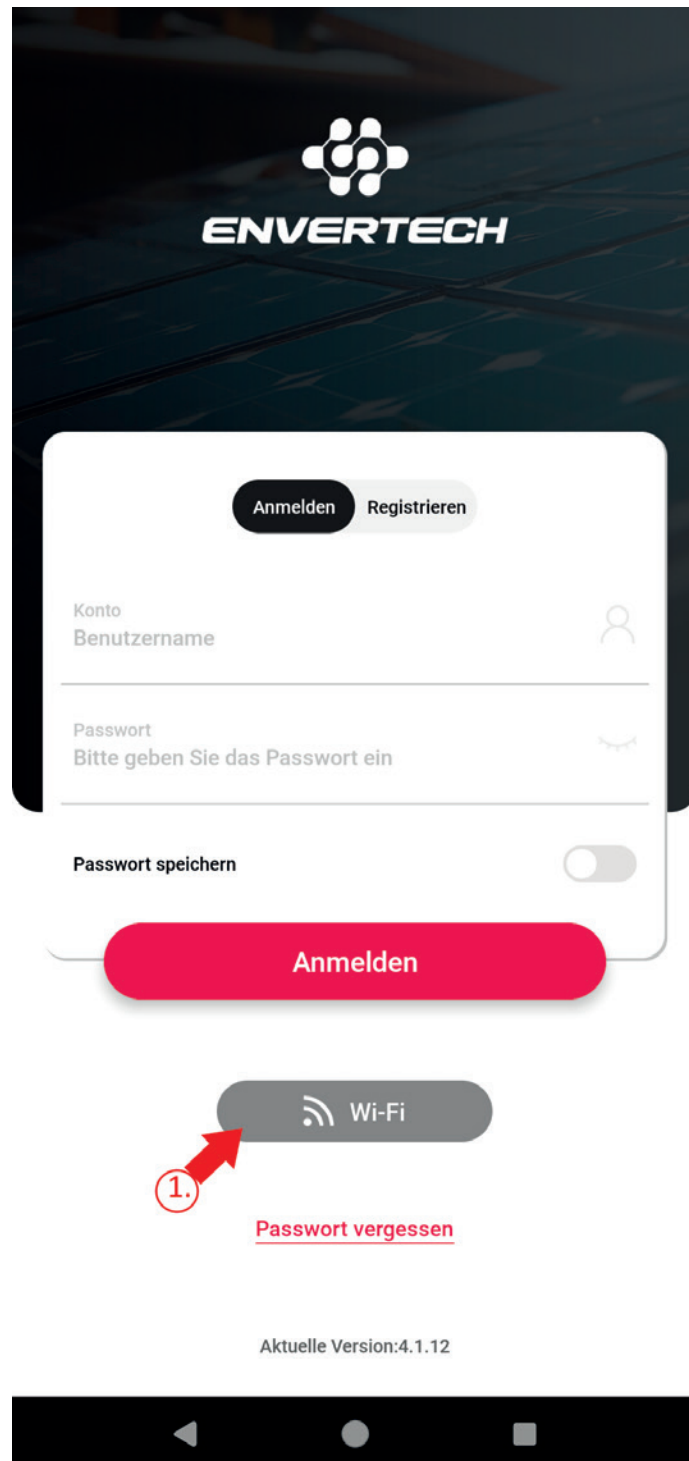 ENVERTECH
Anmelden Registrieren
Konto
Benutzername
Passwort
Bitte geben Sie das Passwort ein
Passwort speichern
Anmelden
Wi-Fi
1.
Passwort vergessen
Aktuelle Version:4.1.12